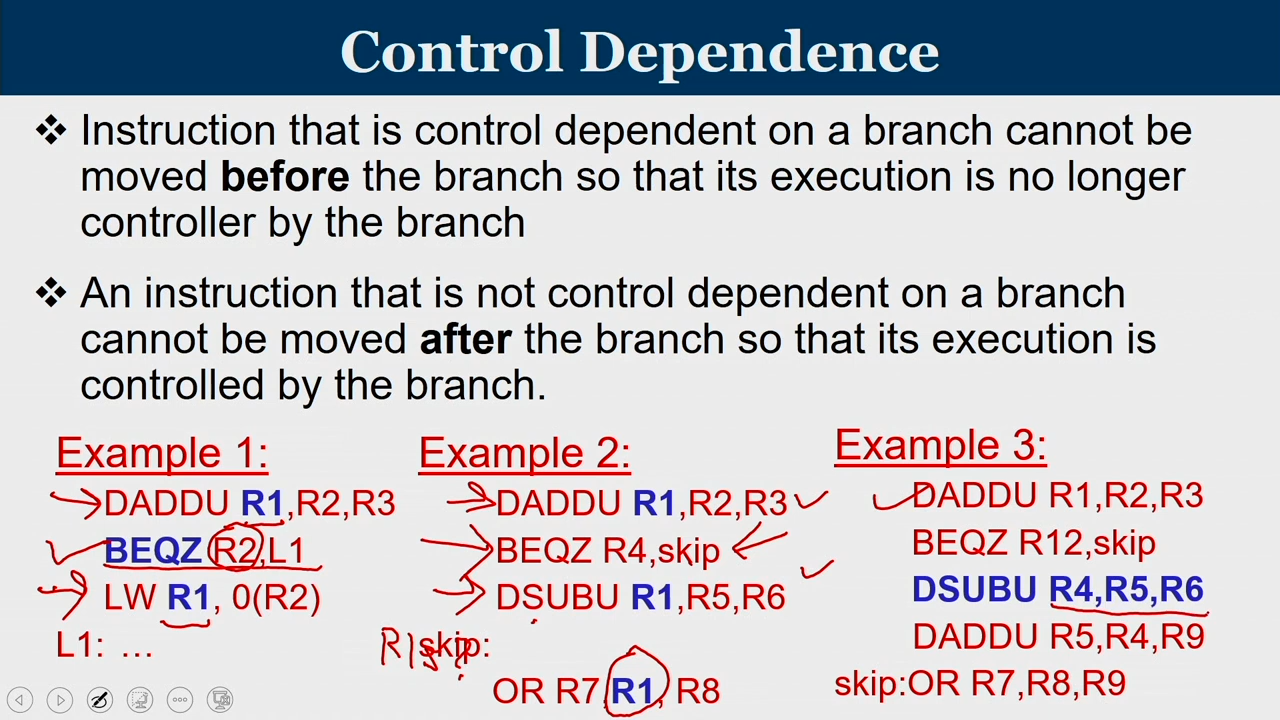 Control Dependence
❖ Instruction that is control dependent on a branch cannot be
moved before the branch so that its execution is no longer
controller by the branch
❖ An instruction that is not control dependent on a branch
cannot be moved after the branch so that its execution is
controlled by the branch.
Example 1:
DADDU R1,R2,R3
BEQZ R2,L1
LW R1, 0(R2)
L1: …
Example 2:
DADDU R1,R2,R3
BEQZ R4,skip
DSUBU R1,R5,R6
skip:
OR R7,R1, R8
Example 3:
DADDU R1,R2,R3
BEQZ R12,skip
DSUBU R4,R5,R6
DADDU R5,R4,R9
skip:OR R7,R8,R9